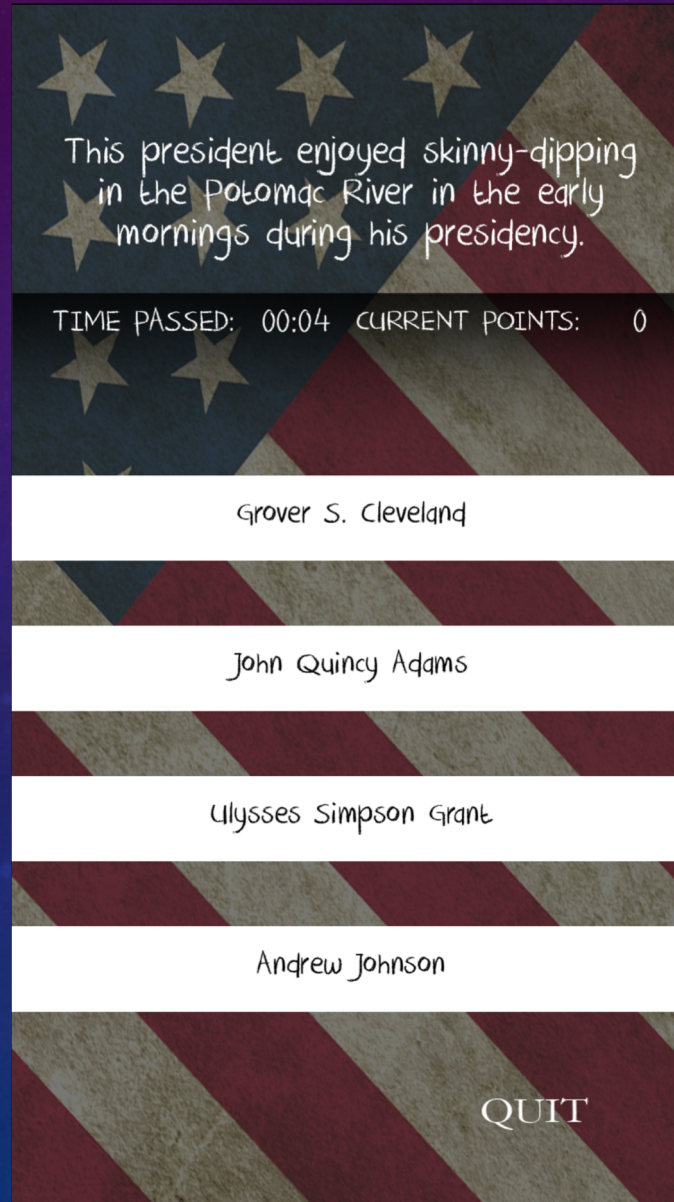 This president enjoyed skinny-dipping
in the Potomac River in the early
mornings during his presidency.
TIME PASSED: 00:04 CURRENT POINTS: 0
Grover S. Cleveland
John Quincy Adams
Ulysses Simpson Grant
Andrew Johnson
QUIT